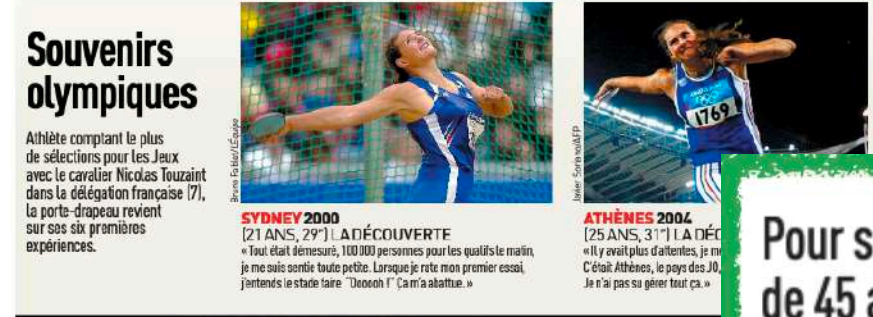 Souvenirs
olympiques
Athlète comptant le plus
de sélections pour les Jeux
avec le cavalier Nicolas Touzaint
dans la délégation française (7),
la porte-drapeau revient
sur ses six premières
expériences.
Bruno Fablet/L'Équipe
SYDNEY 2000
(21 ANS, 29e) LA DÉCOUVERTE
« Tout était démesuré, 100 000 personnes pour les qualifs le matin,
je me suis sentie toute petite. Lorsque je rate mon premier essai,
j'entends le stade faire "Oooooh !" Ça m'a abattue. »
1769
Javier Soriano/AFP
ATHÈNES 2004
(25 ANS, 31e) LA DÉC
« Il y avait plus d'attentes, je m
C'était Athènes, le pays des JO,
Je n'ai pas su gérer tout ça. »
Pour s
de 45 a